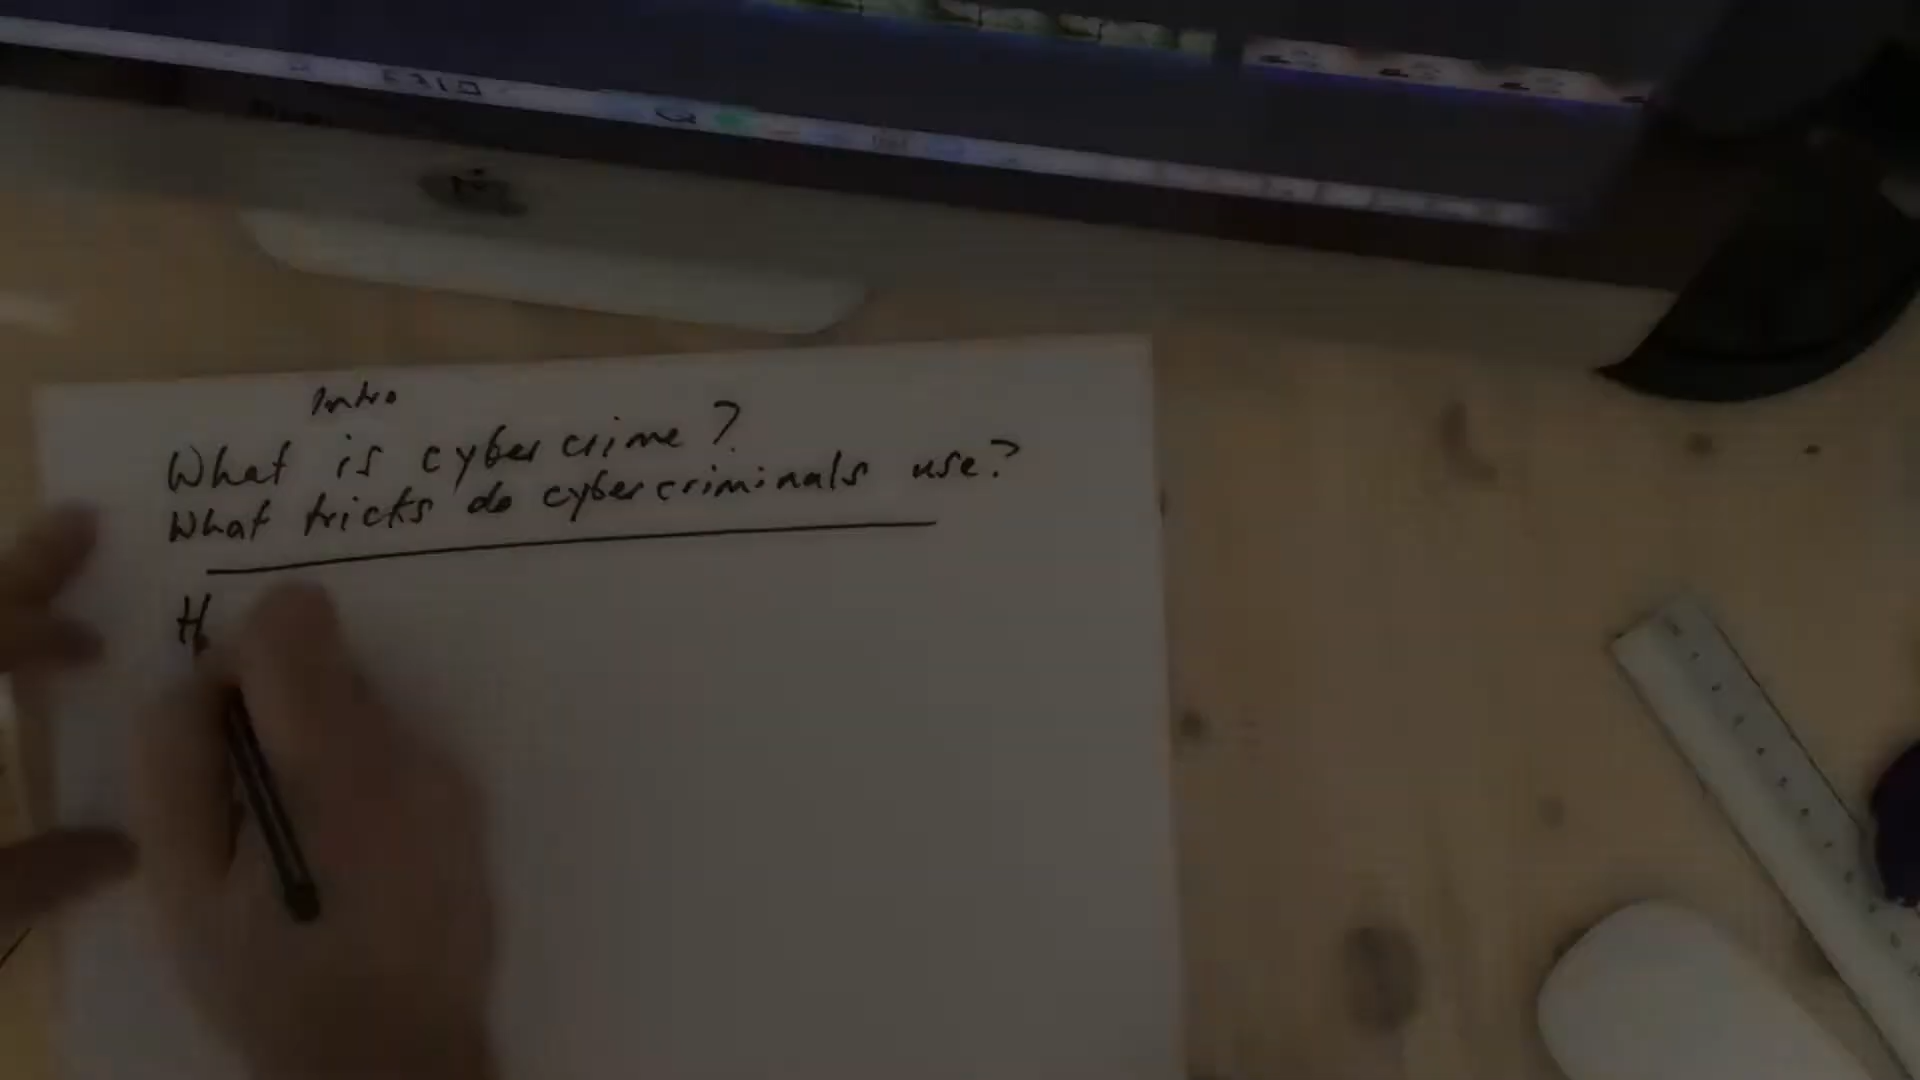 Intro
What is cybercrime?
What tricks do cybercriminals use?
H